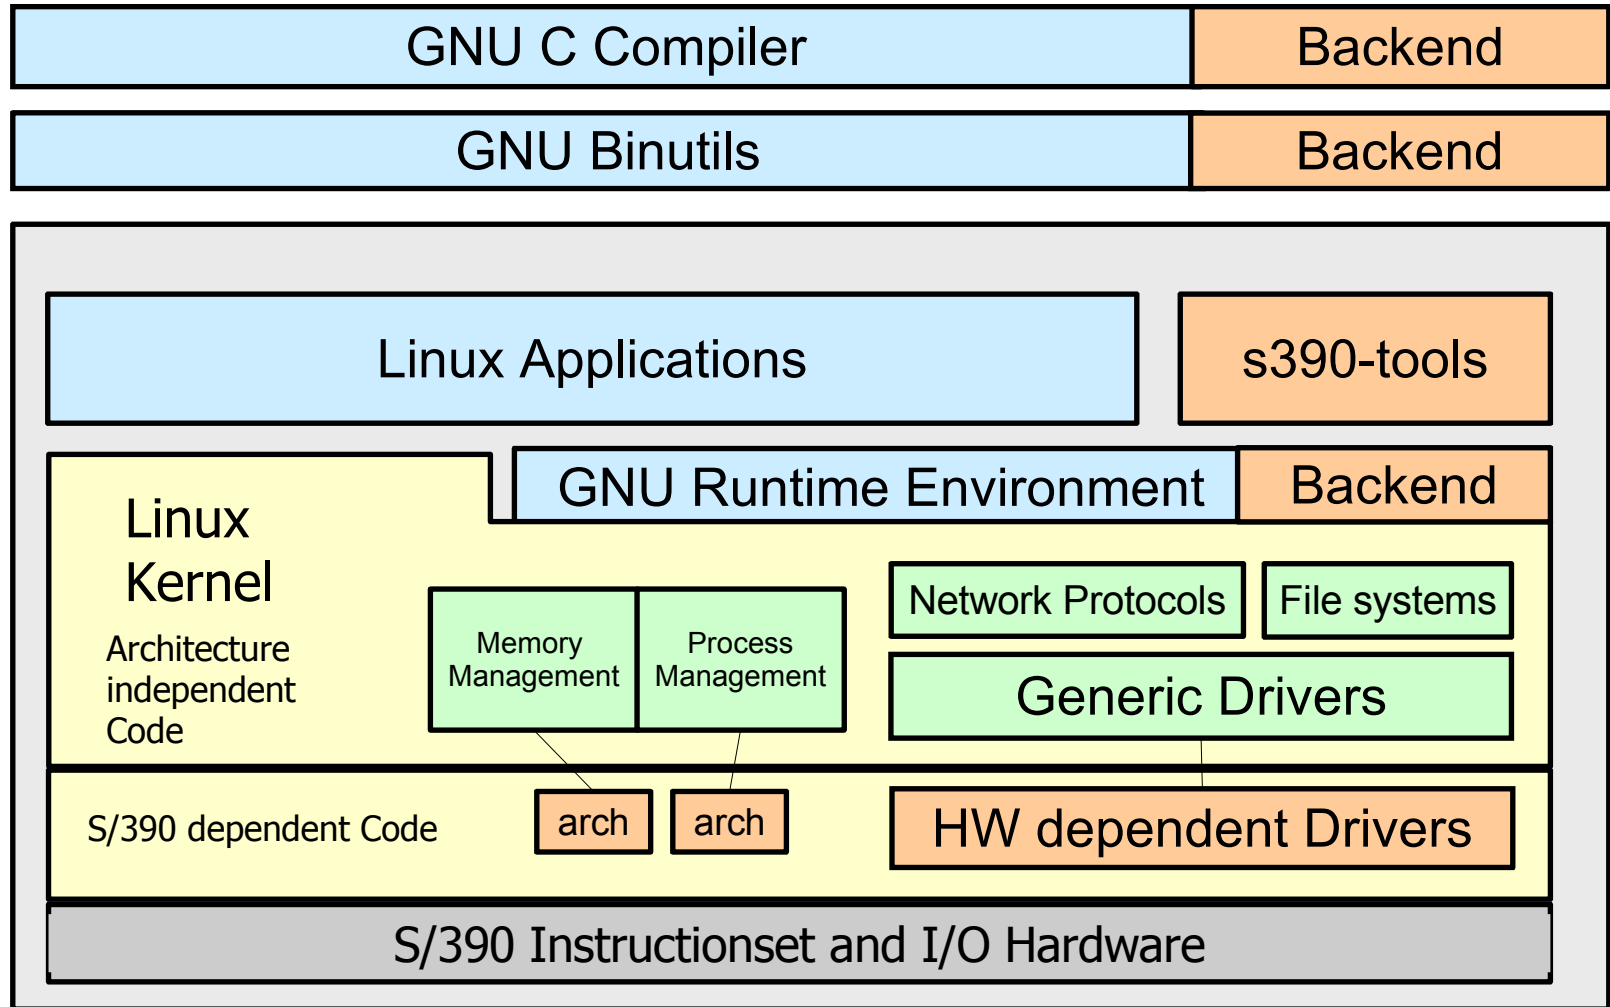 GNU C Compiler
Backend
GNU Binutils
Backend
Linux Applications
s390-tools
GNU Runtime Environment
Backend
Linux
Kernel
Architecture
independent
Code
Memory
Management
Process
Management
Network Protocols
File systems
Generic Drivers
S/390 dependent Code
arch
arch
HW dependent Drivers
S/390 Instructionset and I/O Hardware